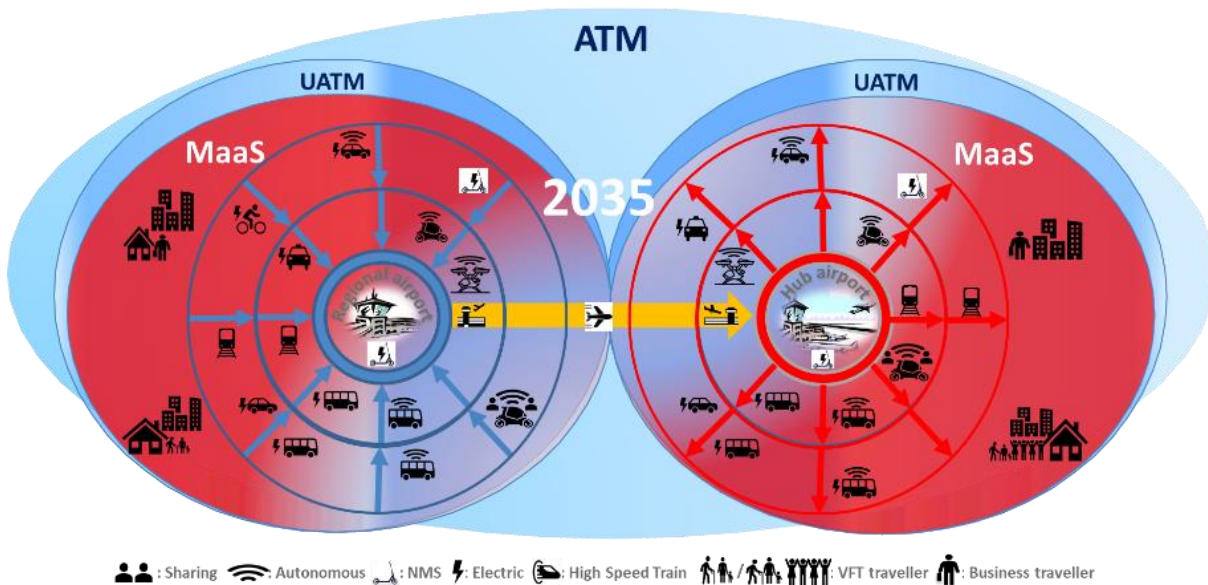 ATM
UATM
UATM
MaaS
MaaS
2035
Regional airport
Hub airport
: Sharing : Autonomous : NMS : Electric : High Speed Train / : VFT traveller : Business traveller